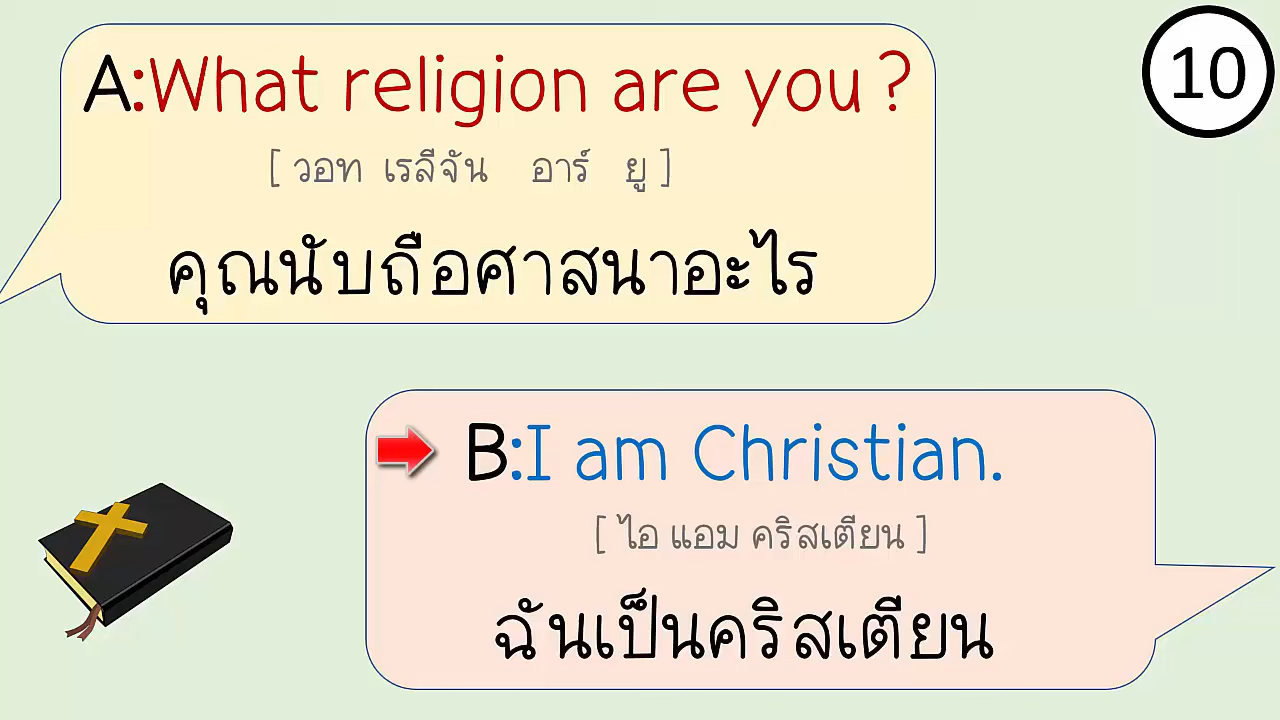 10
A:What religion are you?
[ วอท เรลีจัน อาร์ ยู ]
คุณนับถือศาสนาอะไร
B:I am Christian.
[ ไอ แอม คริสเตียน ]
ฉันเป็นคริสเตียน